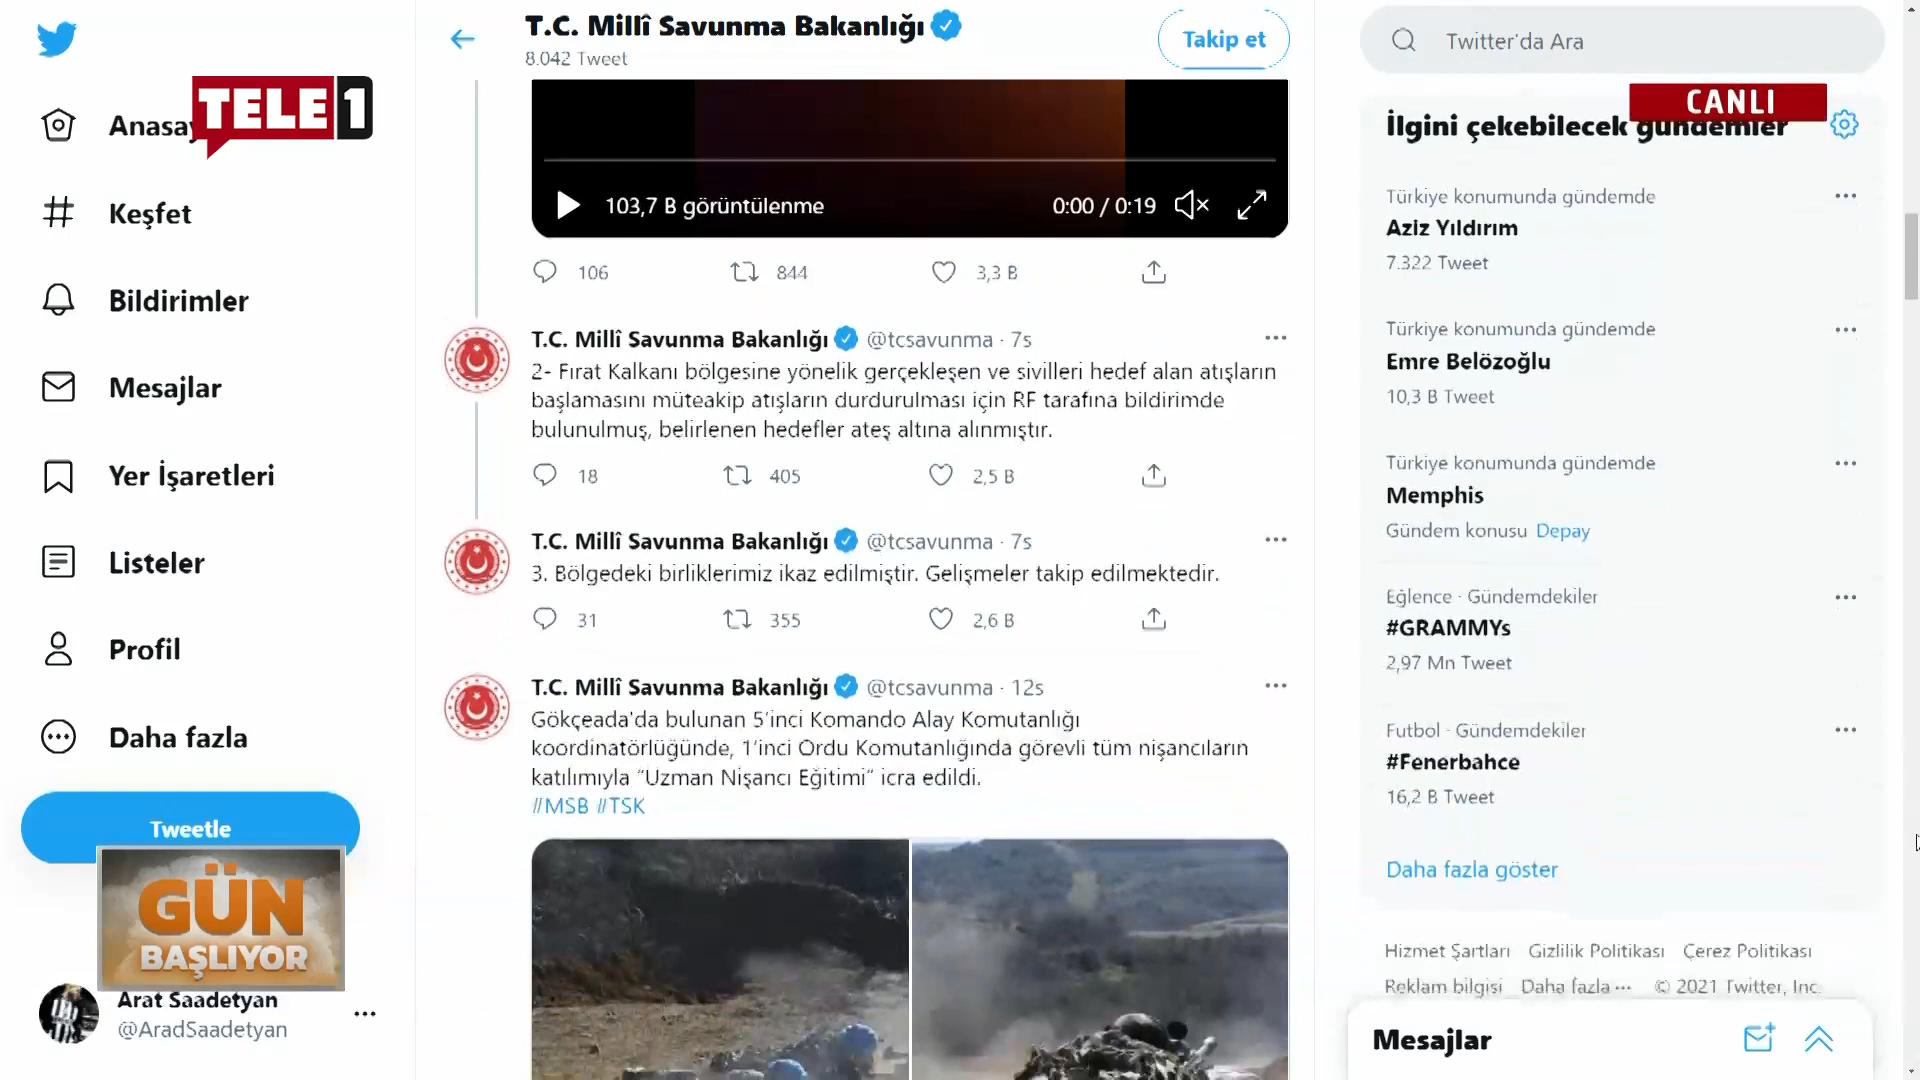 T.C. Millî Savunma Bakanlığı
8.042 Tweet
Takip et
Twitter'da Ara
TELE1
CANLI
Keşfet
Bildirimler
Mesajlar
Yer İşaretleri
Listeler
Profil
Daha fazla
Tweetle
GÜN
BAŞLIYOR
Arat Saadetyan
@AradSaadetyan
103,7 B görüntülenme
0:00 / 0:19
106 844 3,3 B
T.C. Millî Savunma Bakanlığı @tcsavunma · 7s
2- Fırat Kalkanı bölgesine yönelik gerçekleşen ve sivilleri hedef alan atışların
başlamasını müteakip atışların durdurulması için RF tarafına bildirimde
bulunulmuş, belirlenen hedefler ateş altına alınmıştır.
18 405 2,5 B
T.C. Millî Savunma Bakanlığı @tcsavunma · 7s
3. Bölgedeki birliklerimiz ikaz edilmiştir. Gelişmeler takip edilmektedir.
31 355 2,6 B
T.C. Millî Savunma Bakanlığı @tcsavunma · 12s
Gökçeada'da bulunan 5'inci Komando Alay Komutanlığı
koordinatörlüğünde, 1'inci Ordu Komutanlığında görevli tüm nişancıların
katılımıyla "Uzman Nişancı Eğitimi" icra edildi.
#MSB #TSK
İlgini çekebilecek gündemler
Türkiye konumunda gündemde
Aziz Yıldırım
7.322 Tweet
Türkiye konumunda gündemde
Emre Belözoğlu
10,3 B Tweet
Türkiye konumunda gündemde
Memphis
Gündem konusu Depay
Eğlence · Gündemdekiler
#GRAMMYs
2,97 Mn Tweet
Futbol · Gündemdekiler
#Fenerbahce
16,2 B Tweet
Daha fazla göster
Hizmet Şartları Gizlilik Politikası Çerez Politikası
Reklam bilgisi Daha fazla ··· © 2021 Twitter, Inc.
Mesajlar